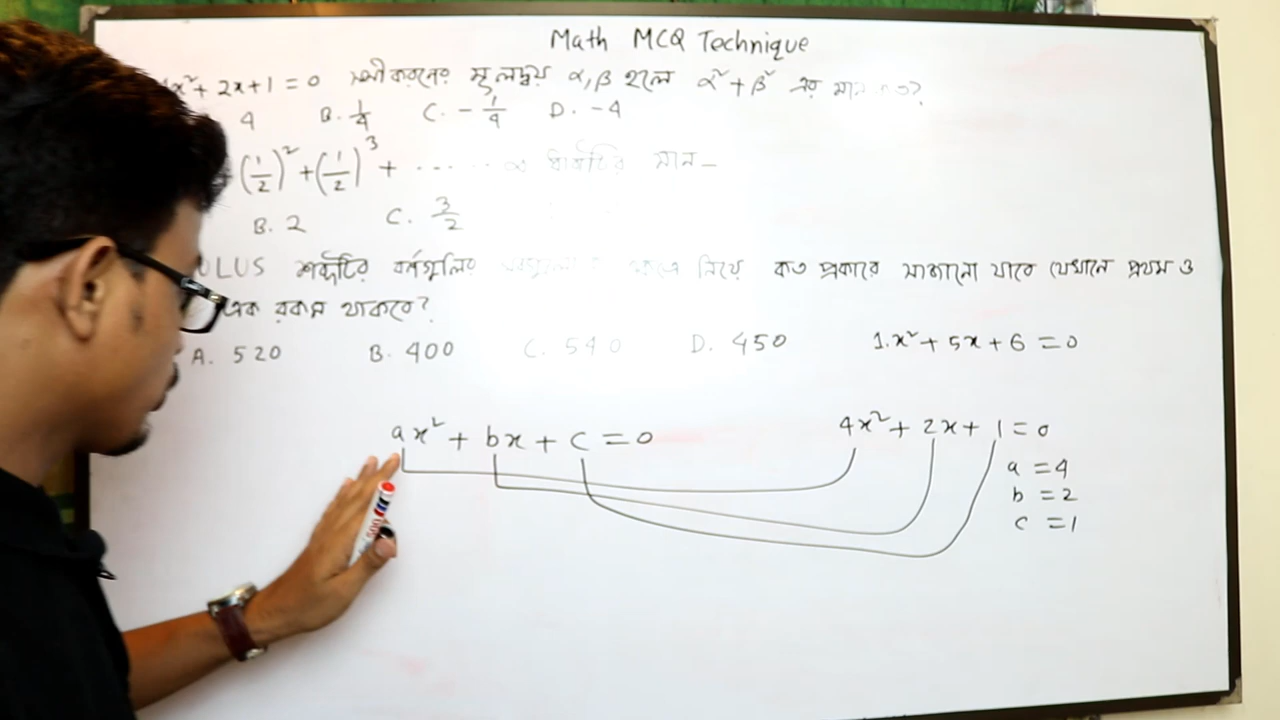 Math MCQ Technique
x²+ 2x+1 = 0 সমীকরণের মূলদ্বয় α, β হলে α²+ β² এর মান কত?
4 B. 1/4 C. - 1/4 D. -4
(1/2)² + (1/2)³ + ..... ∞ ধারাটির মান-
B. 2 C. 3/2
ULUS শব্দটির বর্ণগুলির নিয়ে কত প্রকারে সাজানো যাবে যেখানে প্রথম ও
এক রকম থাকবে?
A. 520 B. 400 C. 540 D. 450
1.x²+ 5x + 6 = 0
ax² + bx + c = 0
4x²+ 2x+ 1 = 0
a = 4
b = 2
c = 1